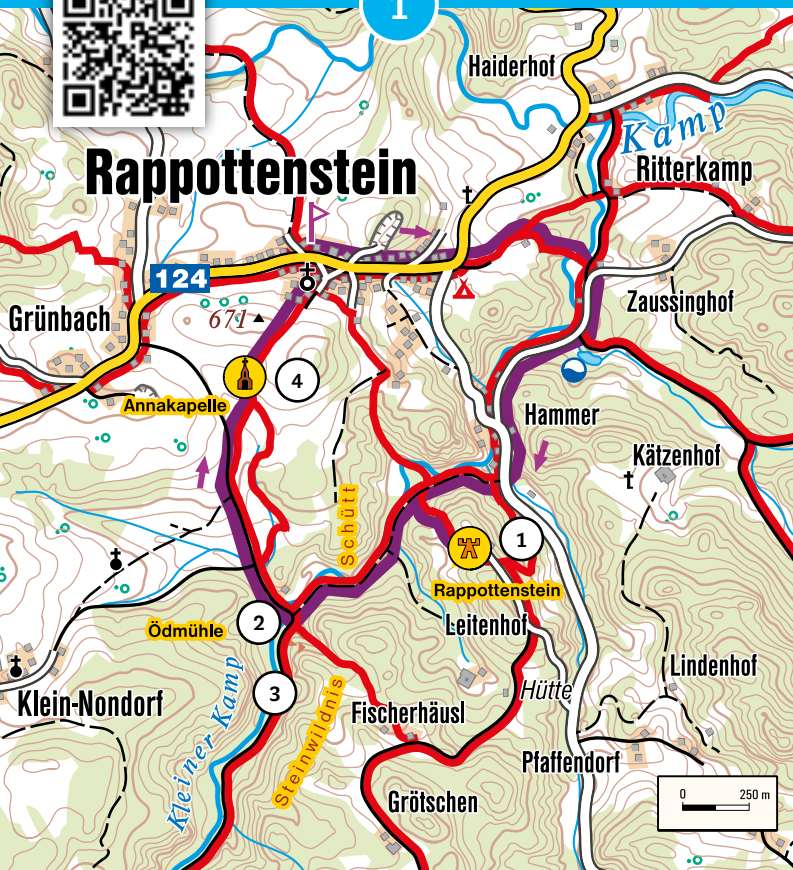 1
Haiderhof
Kamp
Rappottenstein
Ritterkamp
124
Grünbach
671
Zaussinghof
4
Annakapelle
Hammer
Kätzenhof
Schütt
1
Rappottenstein
2
Ödmühle
Leitenhof
Lindenhof
3
Hütte
Klein-Nondorf
Kleiner Kamp
Steinwildnis
Fischerhäusl
Pfaffendorf
Grötschen
0 250 m